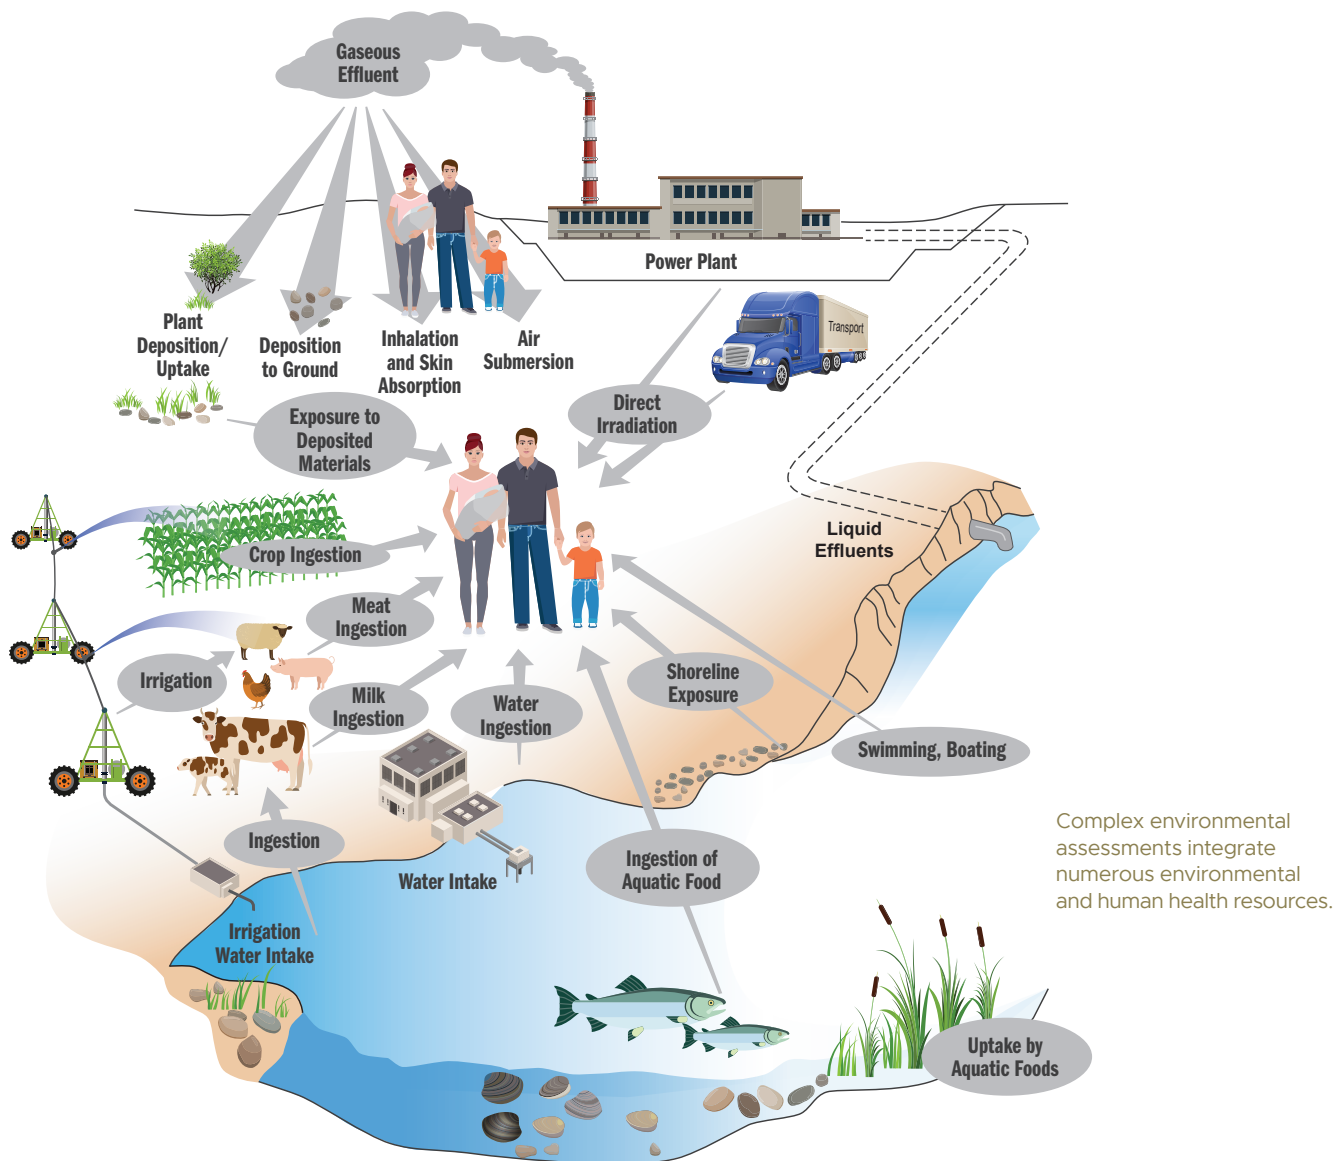 Gaseous
Effluent
Power Plant
Transport
Plant
Deposition/
Uptake
Deposition
to Ground
Inhalation
and Skin
Absorption
Air
Submersion
Exposure to
Deposited
Materials
Direct
Irradiation
Liquid
Effluents
Crop Ingestion
Meat
Ingestion
Irrigation
Milk
Ingestion
Water
Ingestion
Shoreline
Exposure
Swimming, Boating
Ingestion
Water Intake
Ingestion of
Aquatic Food
Irrigation
Water Intake
Uptake by
Aquatic Foods
Complex environmental
assessments integrate
numerous environmental
and human health resources.